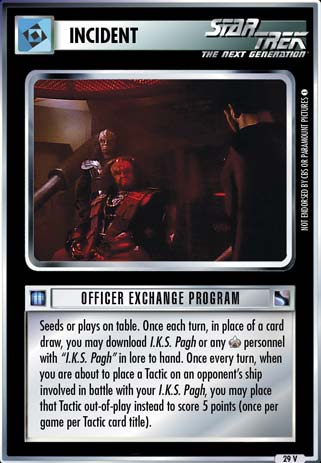 INCIDENT
STAR TREK
THE NEXT GENERATION
NOT ENDORSED BY CBS OR PARAMOUNT PICTURES
OFFICER EXCHANGE PROGRAM
Seeds or plays on table. Once each turn, in place of a card
draw, you may download I.K.S. Pagh or any personnel
with "I.K.S. Pagh" in lore to hand. Once every turn, when
you are about to place a Tactic on an opponent's ship
involved in battle with your I.K.S. Pagh, you may place
that Tactic out-of-play instead to score 5 points (once per
game per Tactic card title).
29 V